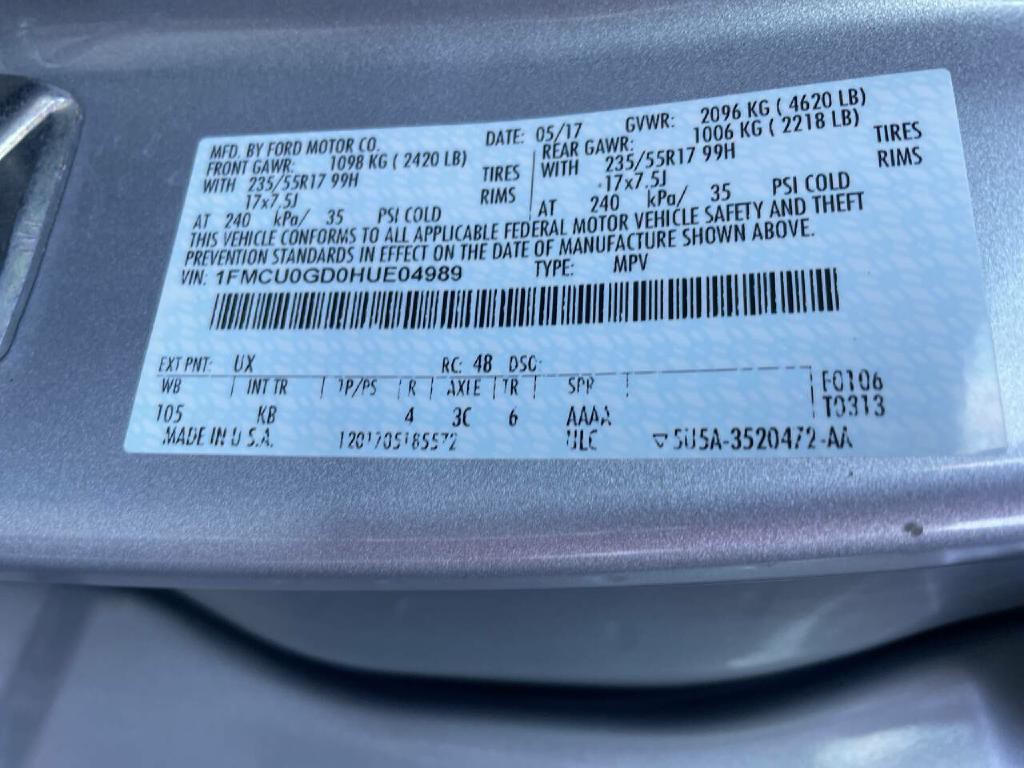 MFD. BY FORD MOTOR CO. DATE: 05/17 GVWR: 2096 KG ( 4620 LB)
FRONT GAWR: 1098 KG ( 2420 LB) REAR GAWR: 1006 KG ( 2218 LB)
WITH 235/55R17 99H TIRES WITH 235/55R17 99H TIRES
17x7.5J RIMS 17x7.5J RIMS
AT 240 kPa/ 35 PSI COLD AT 240 kPa/ 35 PSI COLD
THIS VEHICLE CONFORMS TO ALL APPLICABLE FEDERAL MOTOR VEHICLE SAFETY AND THEFT
PREVENTION STANDARDS IN EFFECT ON THE DATE OF MANUFACTURE SHOWN ABOVE.
VIN: 1FMCU0GD0HUE04989 TYPE: MPV
EXT PNT: UX RC: 48 DSO:
WB INT TR TP/PS R AXLE TR SPR F0106
105 KB 4 3C 6 AAAA T0313
MADE IN U.S.A. ULC 5U5A-3520472-AA